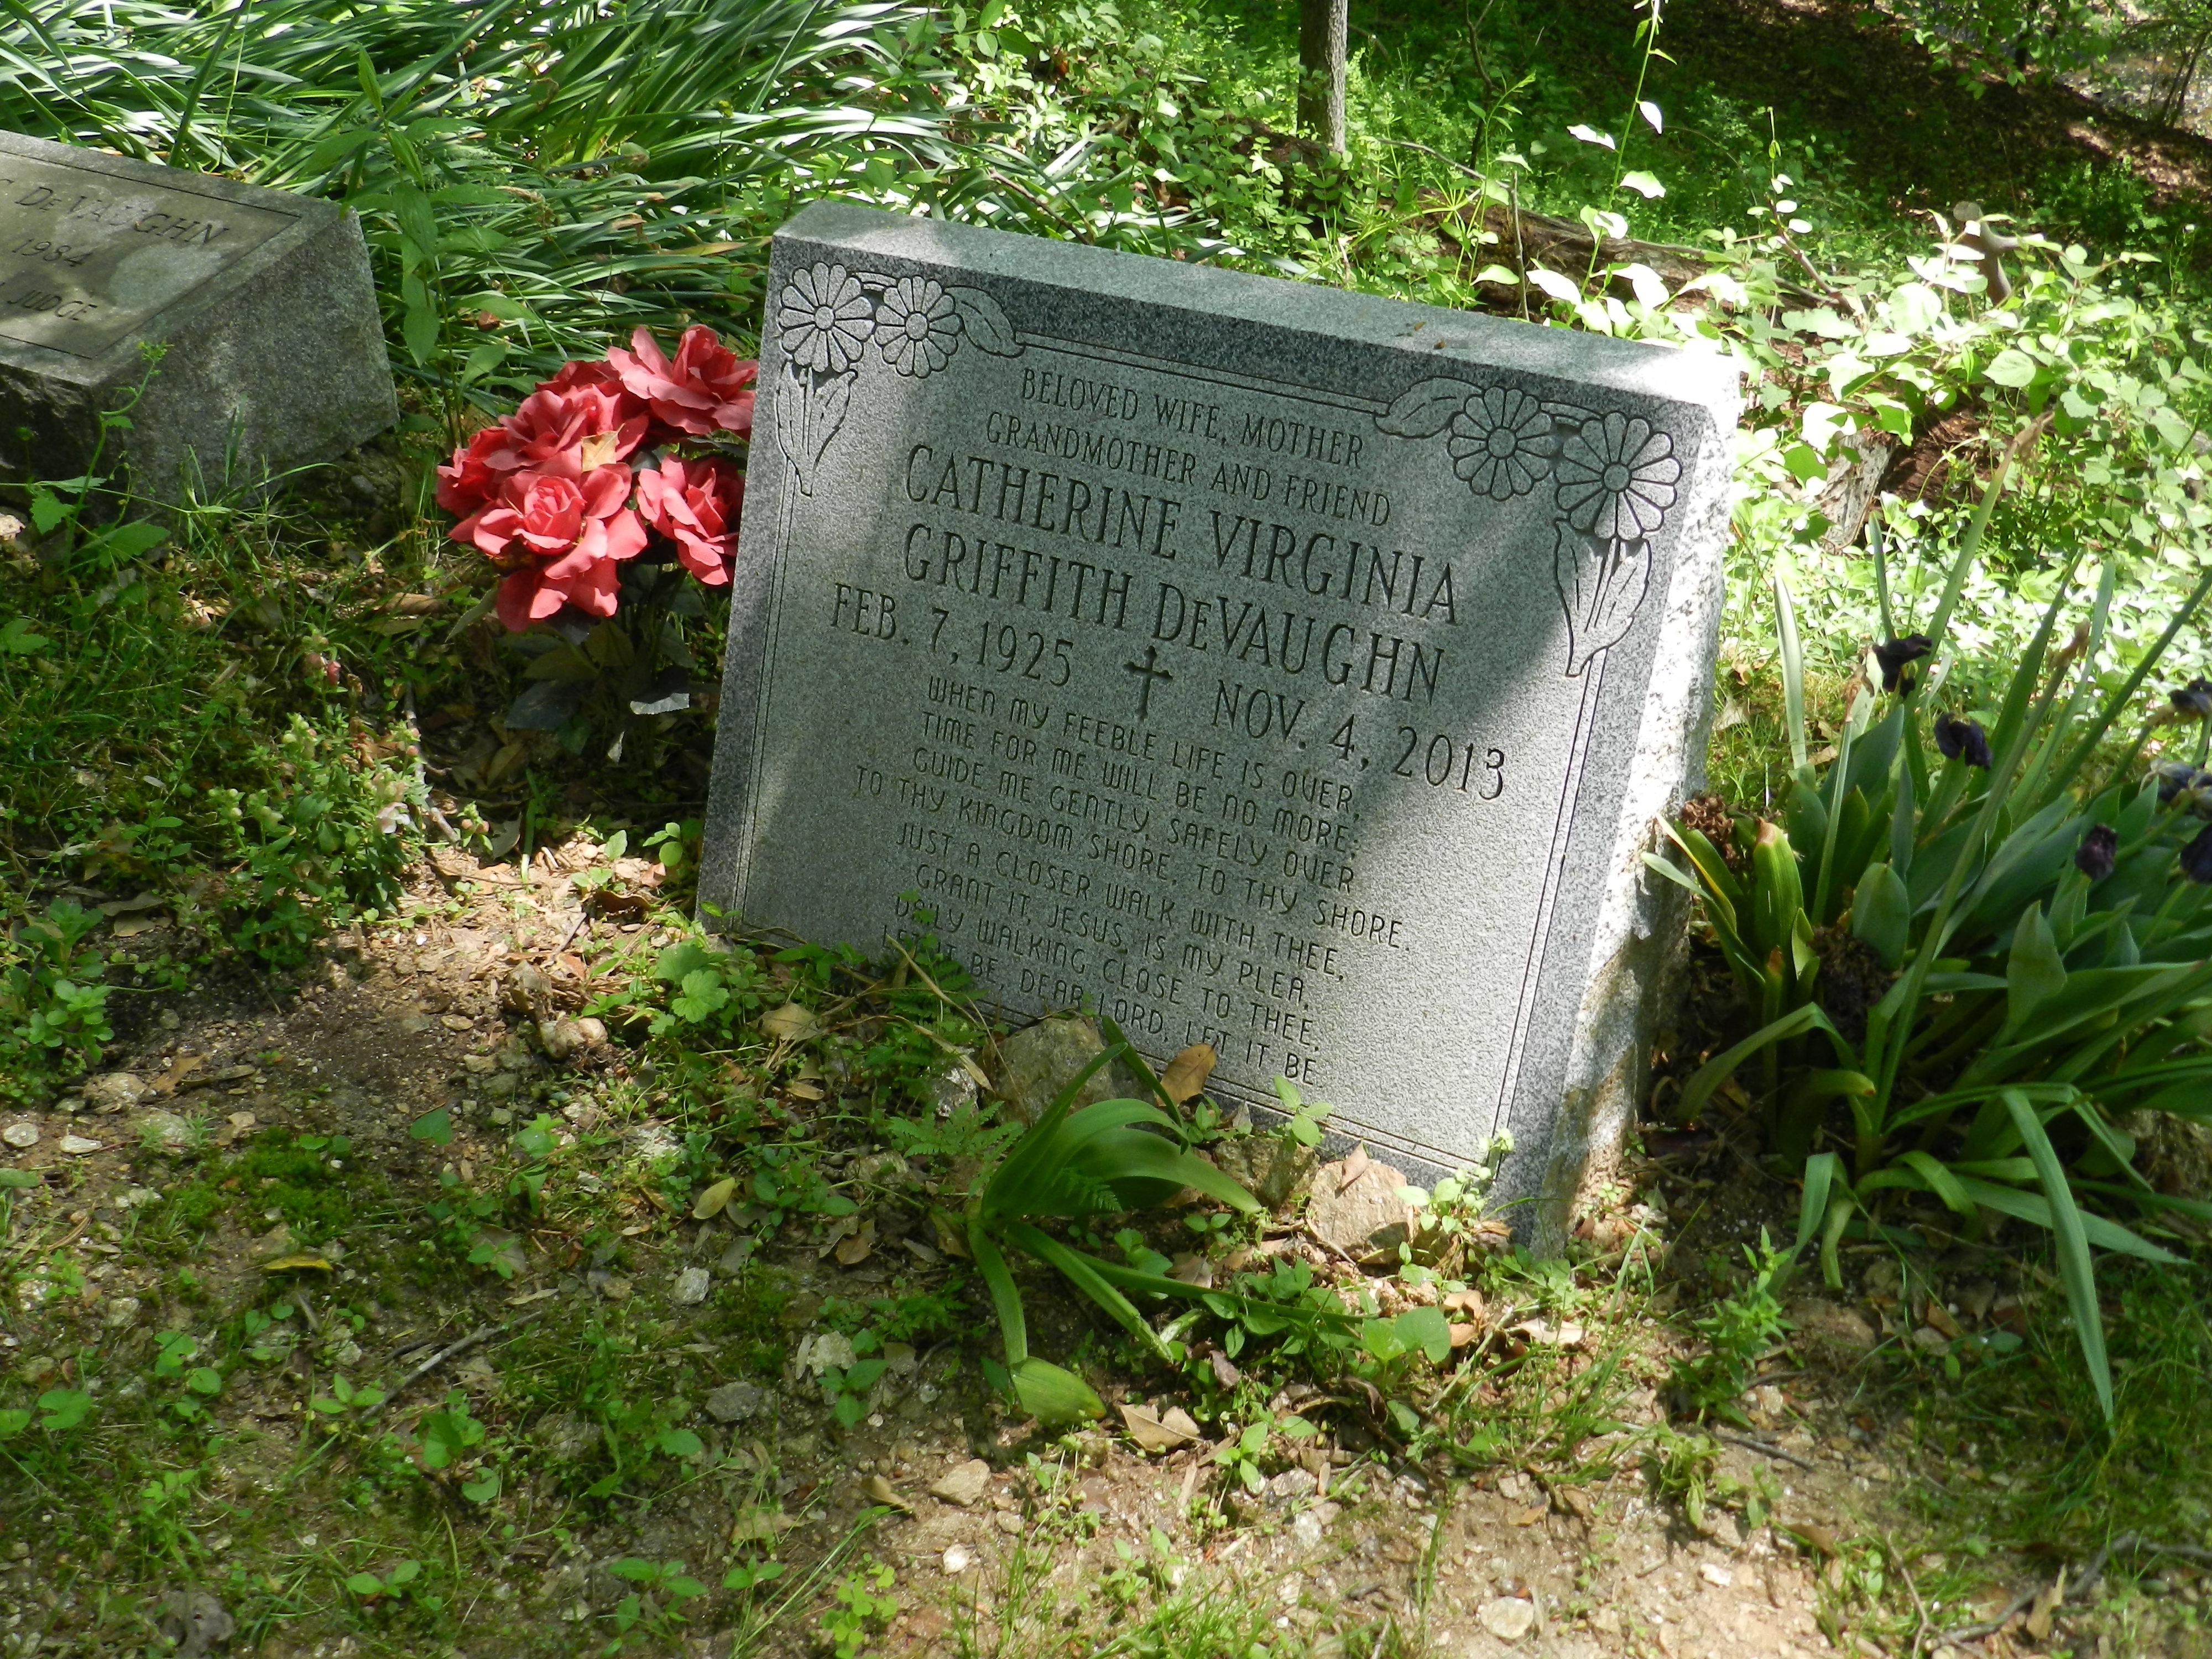 DEVAUGHN
1984
JUDGE
BELOVED WIFE, MOTHER
GRANDMOTHER AND FRIEND
CATHERINE VIRGINIA
GRIFFITH DEVAUGHN
FEB. 7, 1925 NOV. 4, 2013
WHEN MY FEEBLE LIFE IS OVER,
TIME FOR ME WILL BE NO MORE;
GUIDE ME GENTLY, SAFELY OVER
TO THY KINGDOM SHORE, TO THY SHORE.
JUST A CLOSER WALK WITH THEE,
GRANT IT, JESUS, IS MY PLEA,
DAILY WALKING CLOSE TO THEE,
LET IT BE, DEAR LORD, LET IT BE